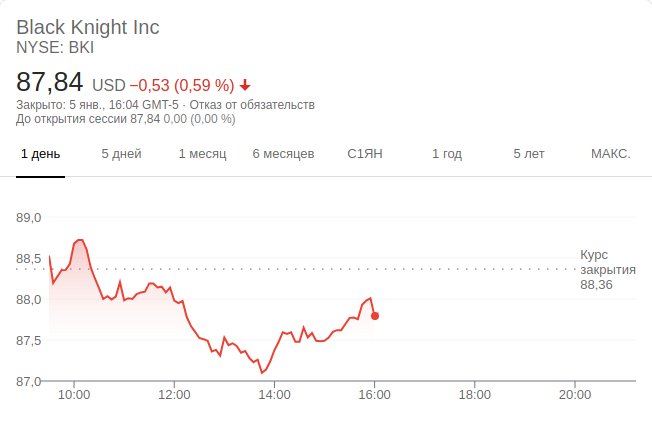 Black Knight Inc
NYSE: BKI
87,84 USD −0,53 (0,59 %)
Закрыто: 5 янв., 16:04 GMT-5 · Отказ от обязательств
До открытия сессии 87,84 0,00 (0,00 %)
1 день 5 дней 1 месяц 6 месяцев С1ЯН 1 год 5 лет МАКС.
89,0
88,5
88,0
87,5
87,0
Курс
закрытия
88,36
10:00 12:00 14:00 16:00 18:00 20:00